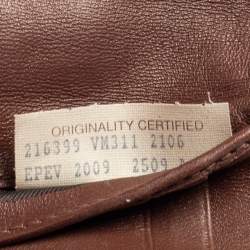 ORIGINALITY CERTIFIED
216399 VM311 2106
EPEV 2009 2509